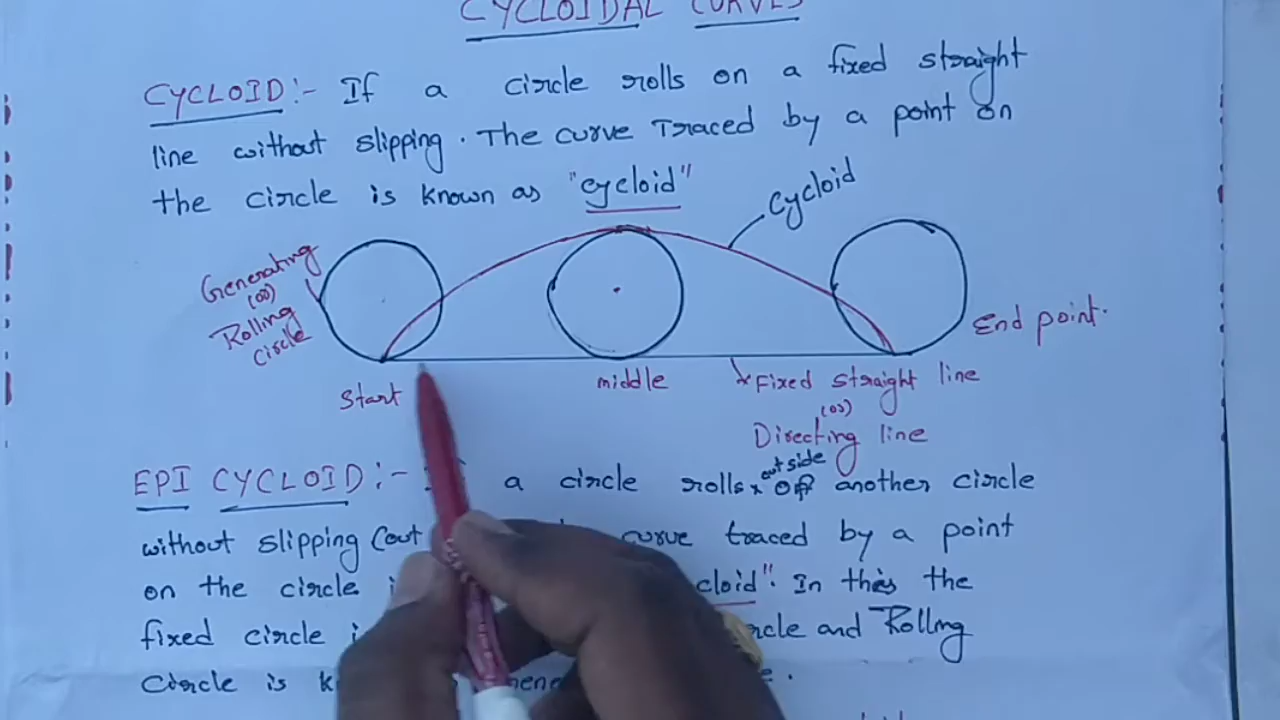 CYCLOIDAL CURVES
CYCLOID :- If a circle rolls on a fixed straight
line without slipping. The curve Traced by a point on
the circle is known as "cycloid"
Cycloid
Generating
(or)
Rolling
circle
End point.
Start
middle
Fixed straight line
(or)
Directing line
EPI CYCLOID :- a circle rolls outside of another circle
without slipping (out curve traced by a point
on the circle cloid". In this the
fixed circle and Rolling
Circle is